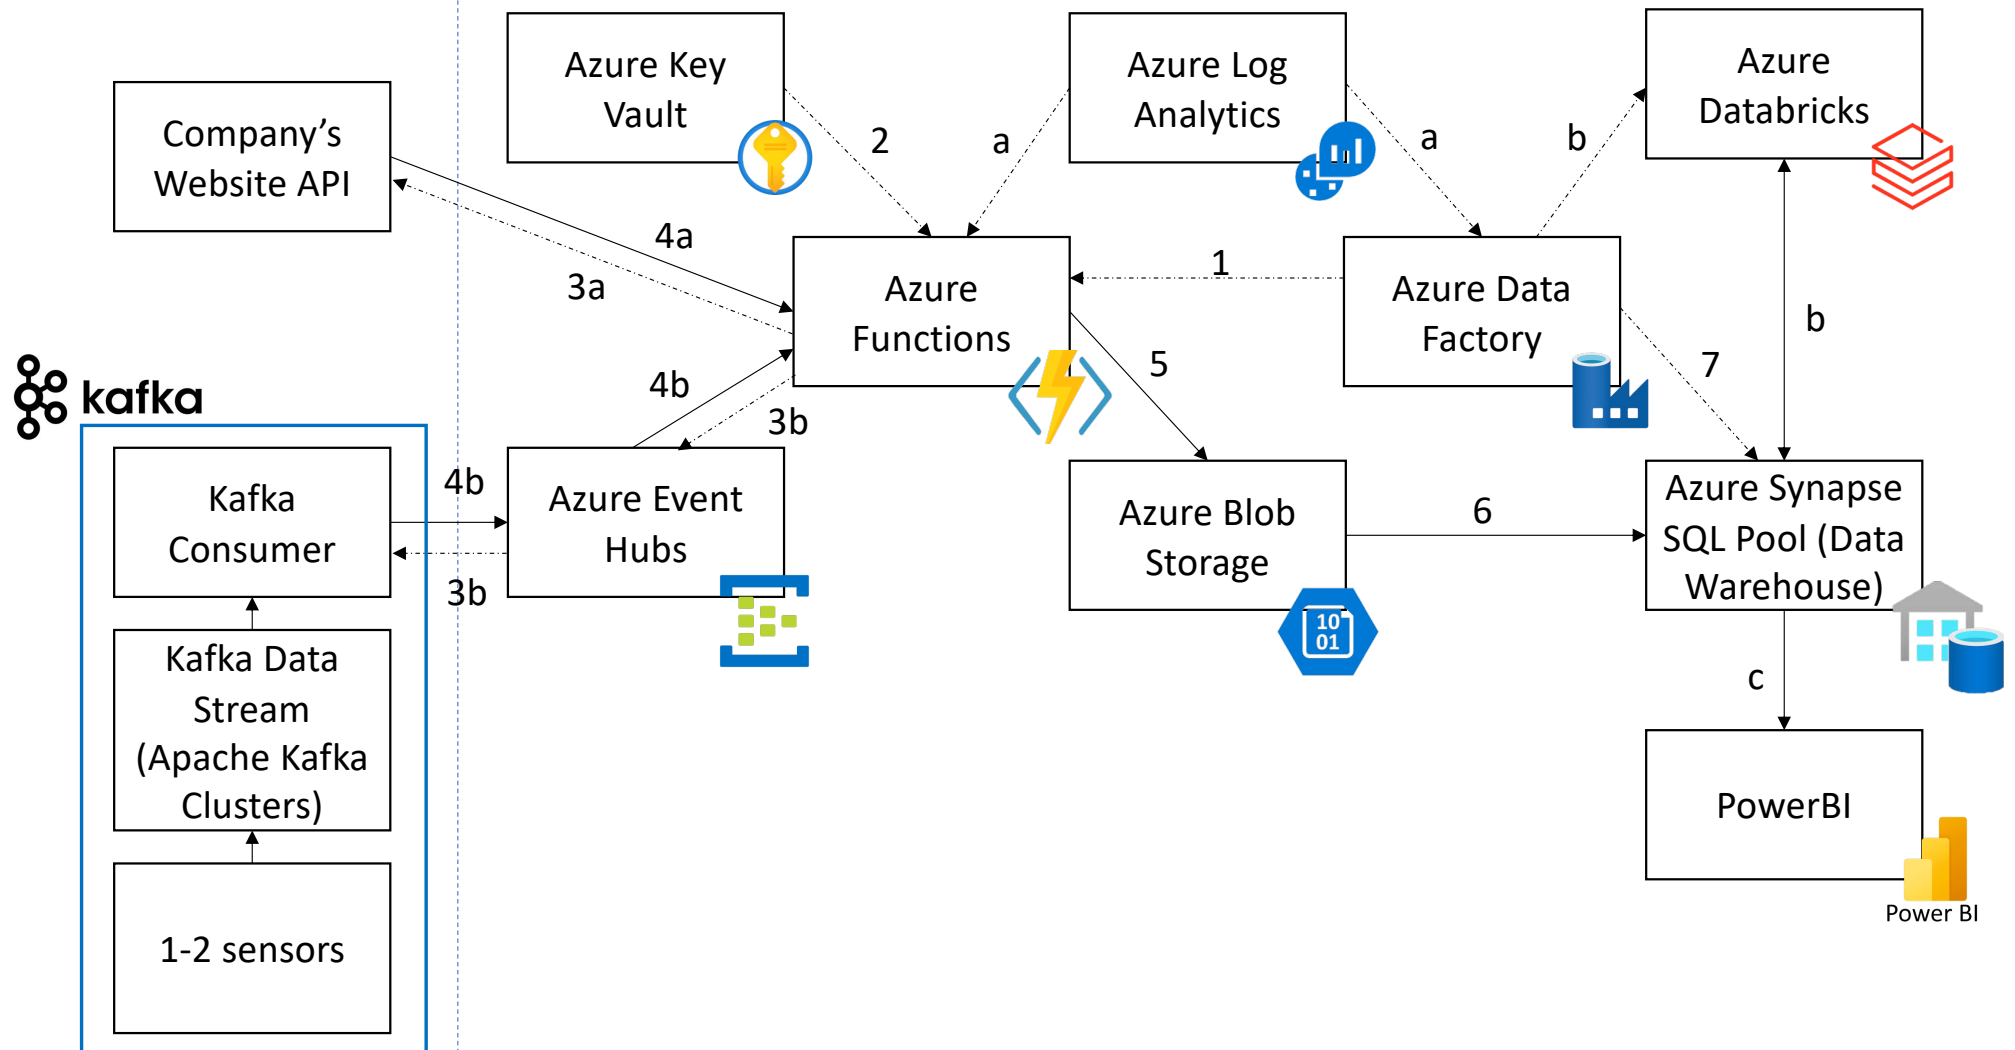 Azure Key
Vault
Azure Log
Analytics
Azure
Databricks
Company’s
Website API
2
a
a
b
4a
3a
1
Azure
Functions
Azure Data
Factory
b
5
7
kafka
4b
3b
Kafka
Consumer
4b
3b
Azure Event
Hubs
Azure Blob
Storage
10
01
6
Azure Synapse
SQL Pool (Data
Warehouse)
Kafka Data
Stream
(Apache Kafka
Clusters)
c
PowerBI
Power BI
1-2 sensors